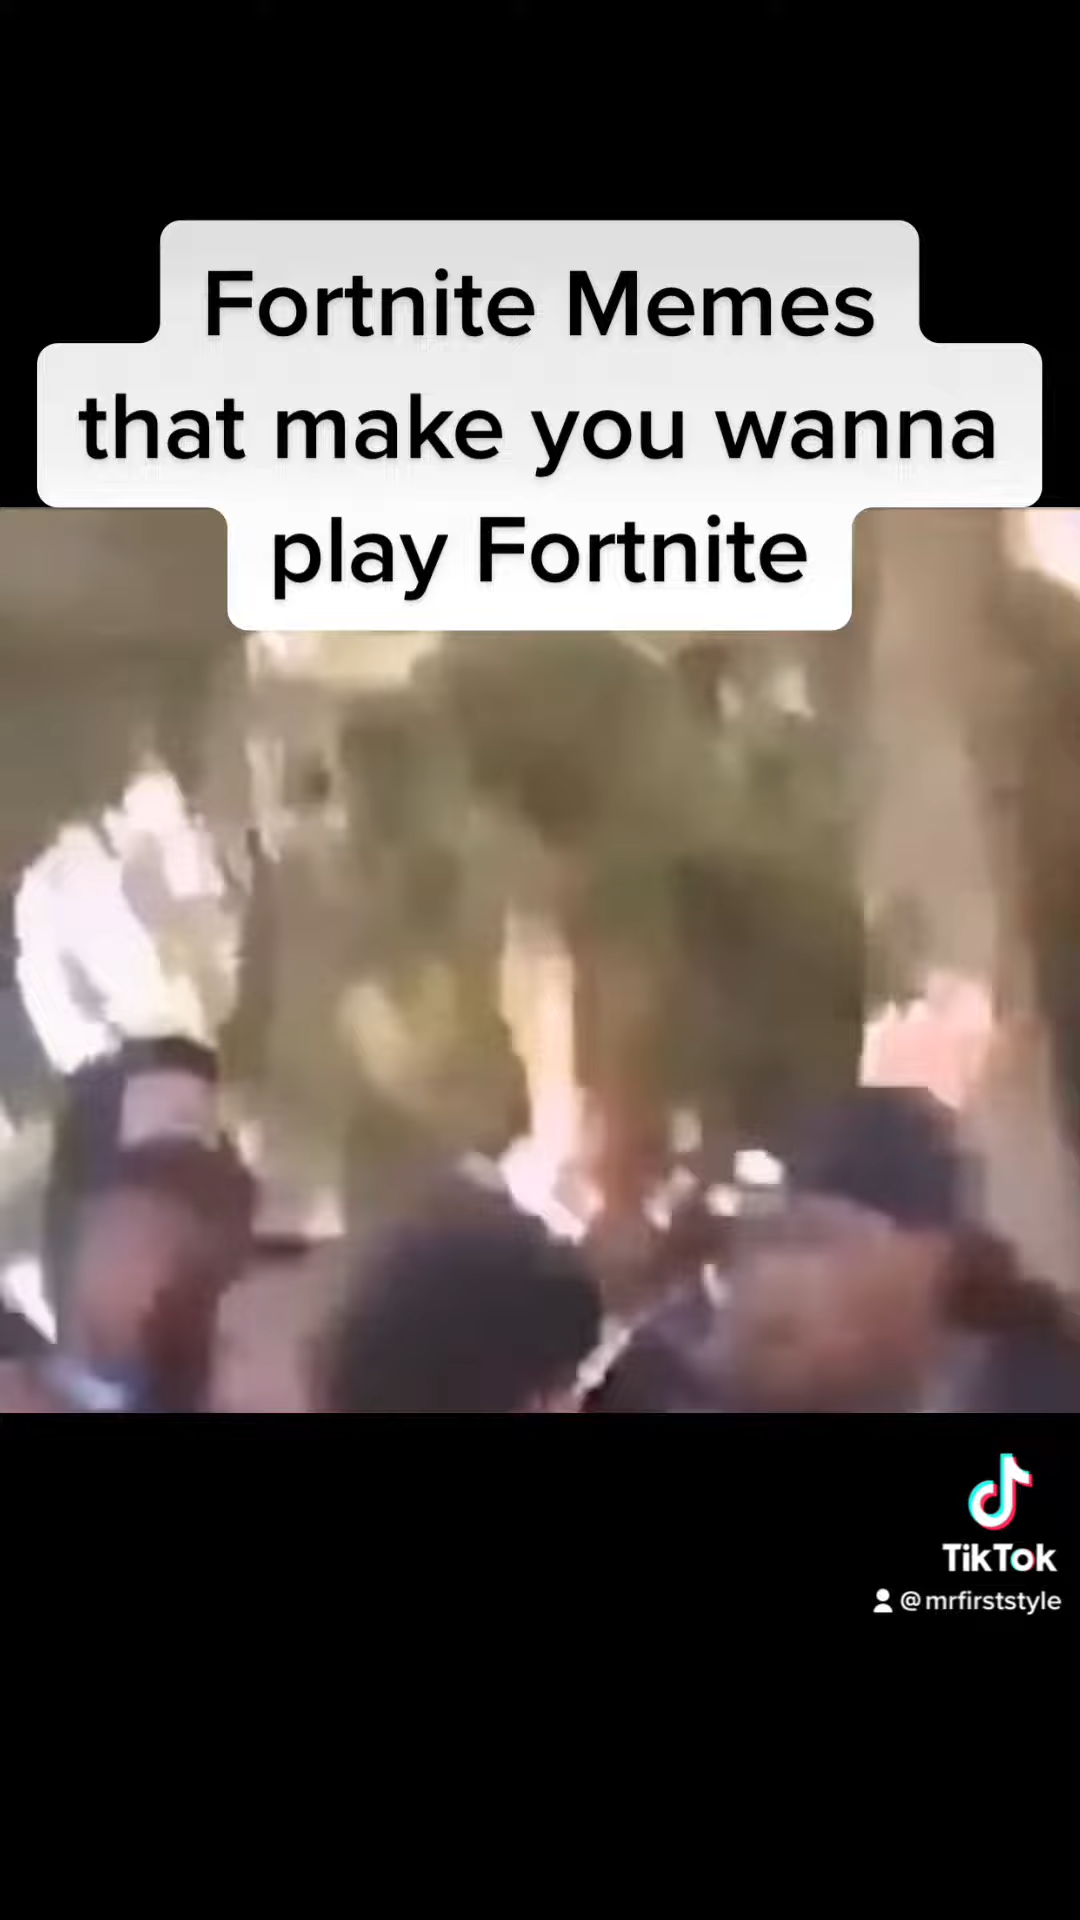 Fortnite Memes
that make you wanna
play Fortnite
TikTok
@mrfirststyle